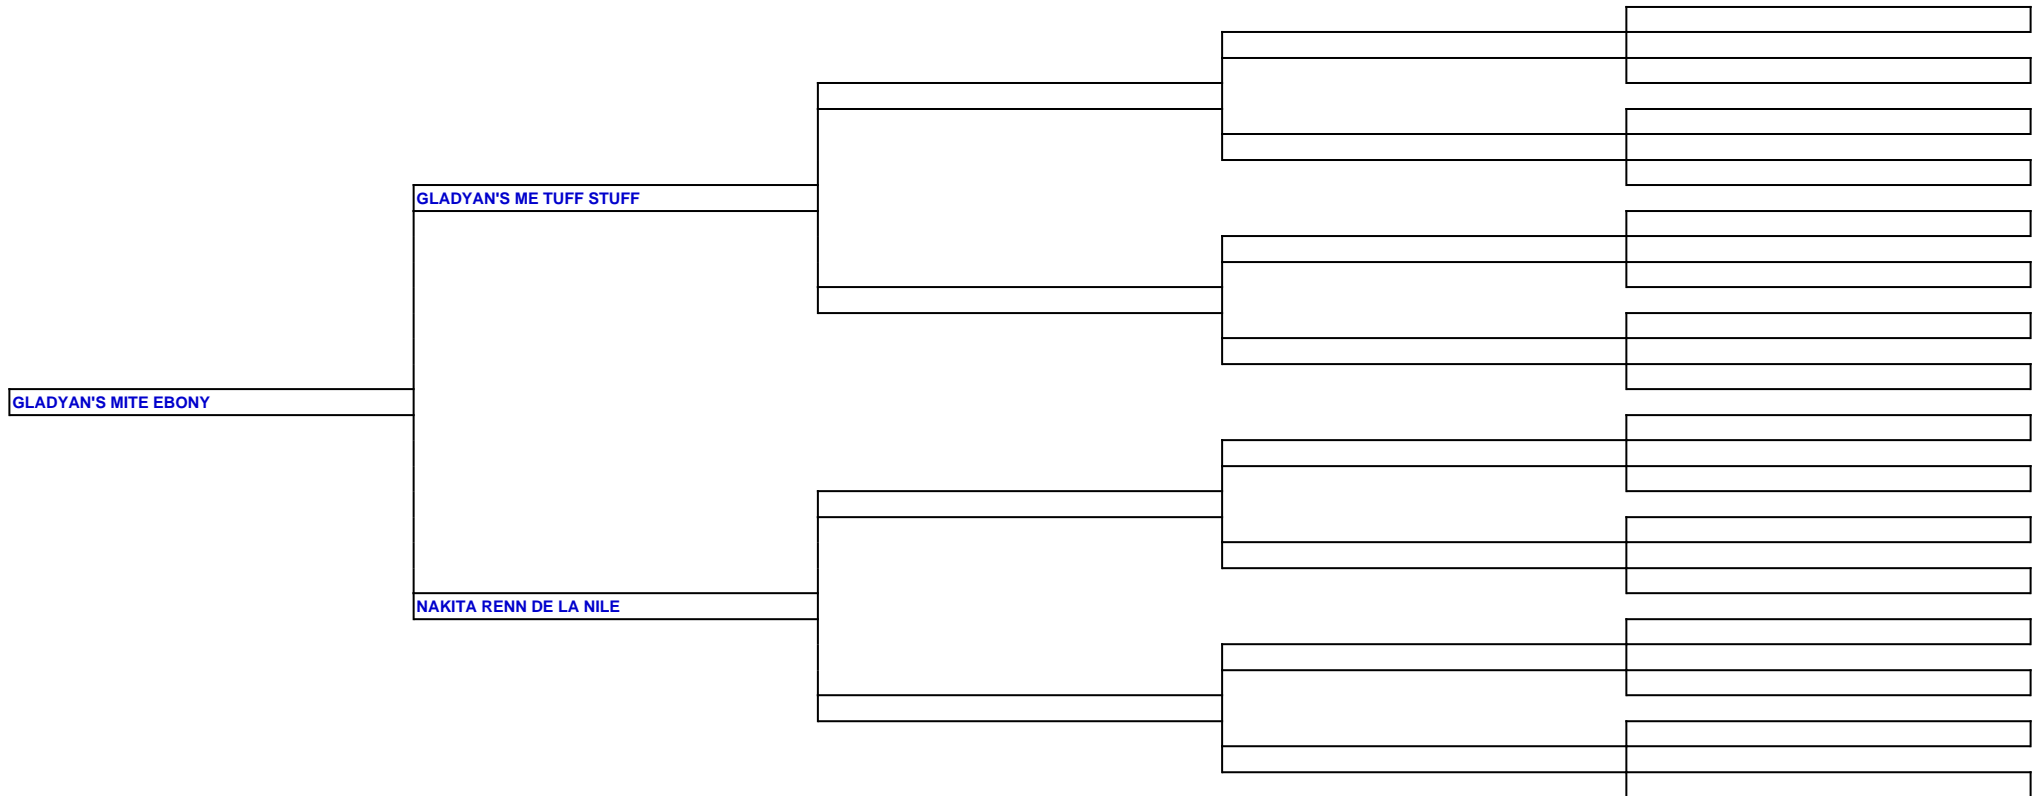 GLADYAN'S ME TUFF STUFF
GLADYAN'S MITE EBONY
NAKITA RENN DE LA NILE